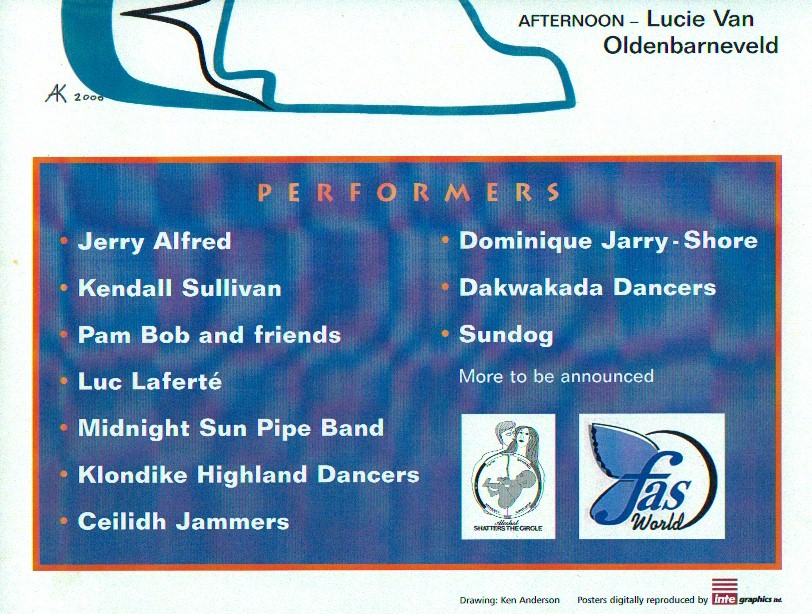 AFTERNOON – Lucie Van
Oldenbarneveld
AK 2000
PERFORMERS
• Jerry Alfred
• Kendall Sullivan
• Pam Bob and friends
• Luc Laferté
• Midnight Sun Pipe Band
• Klondike Highland Dancers
• Ceilidh Jammers
• Dominique Jarry-Shore
• Dakwakada Dancers
• Sundog
More to be announced
Alcohol
SHATTERS THE CIRCLE
fas
World
Drawing: Ken Anderson
Posters digitally reproduced by Inte graphics ltd.